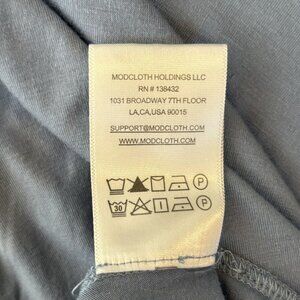 MODCLOTH HOLDINGS LLC
RN # 138432
1031 BROADWAY 7TH FLOOR
LA,CA,USA 90015
SUPPORT@MODCLOTH.COM
WWW.MODCLOTH.COM
P
30 P